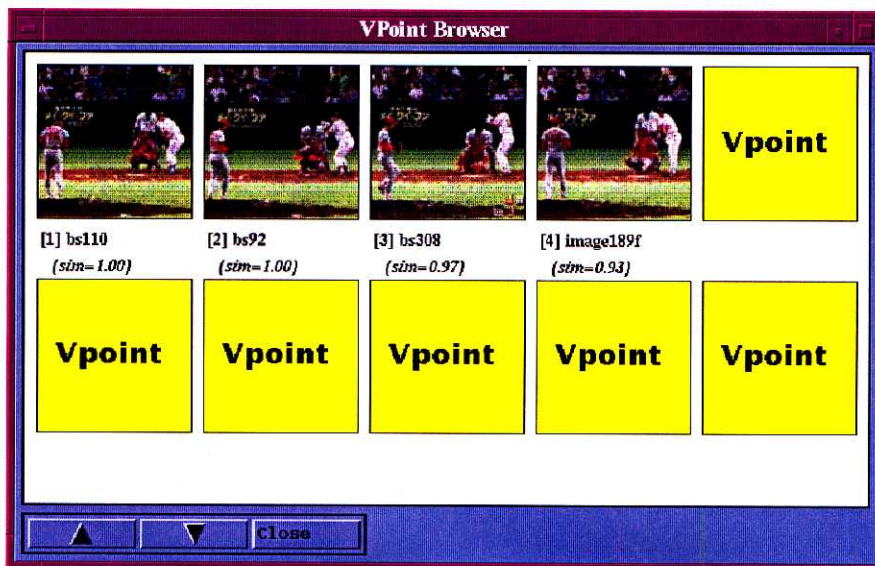 VPoint Browser
Vpoint
[1] bs110
[2] bs92
[3] bs308
[4] image189f
(sim=1.00)
(sim=1.00)
(sim=0.97)
(sim=0.93)
Vpoint
Vpoint
Vpoint
Vpoint
Vpoint
Close